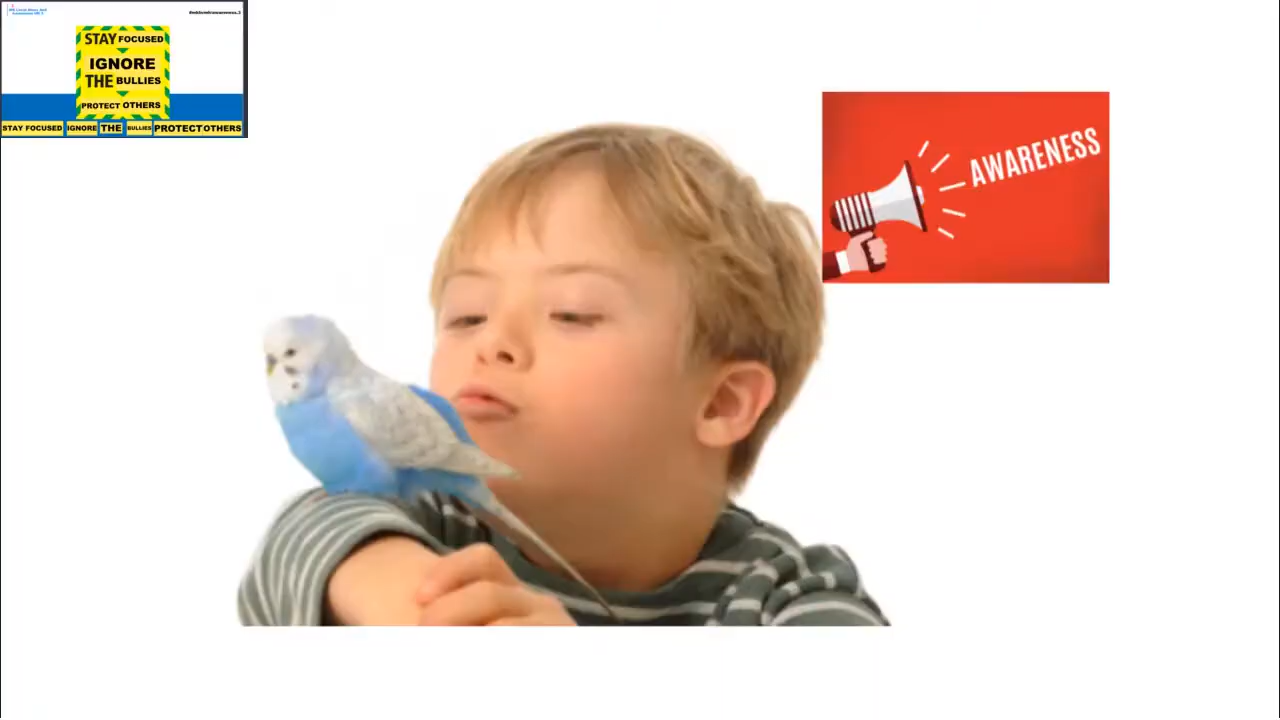 STAY FOCUSED
IGNORE
THE BULLIES
PROTECT OTHERS
STAY FOCUSED IGNORE THE BULLIES PROTECT OTHERS
AWARENESS